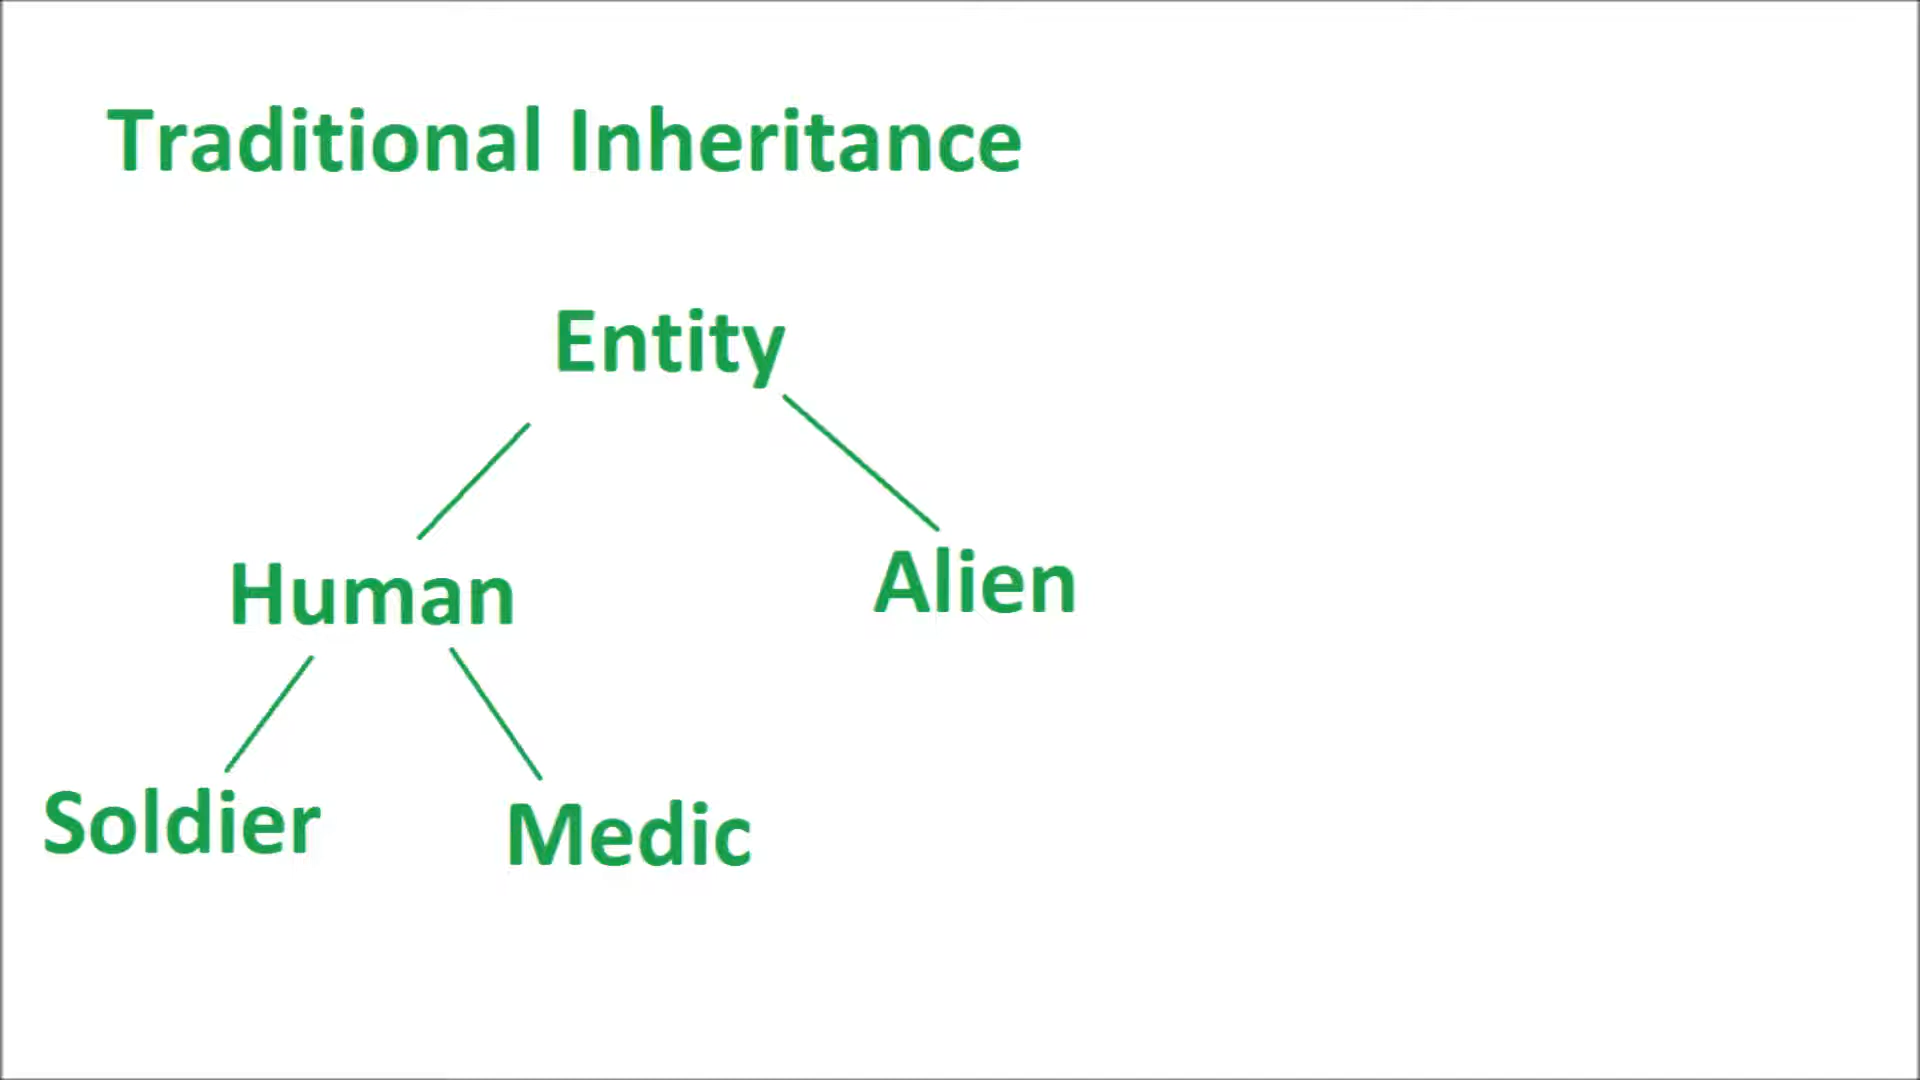 Traditional Inheritance
Entity
Human
Alien
Soldier
Medic